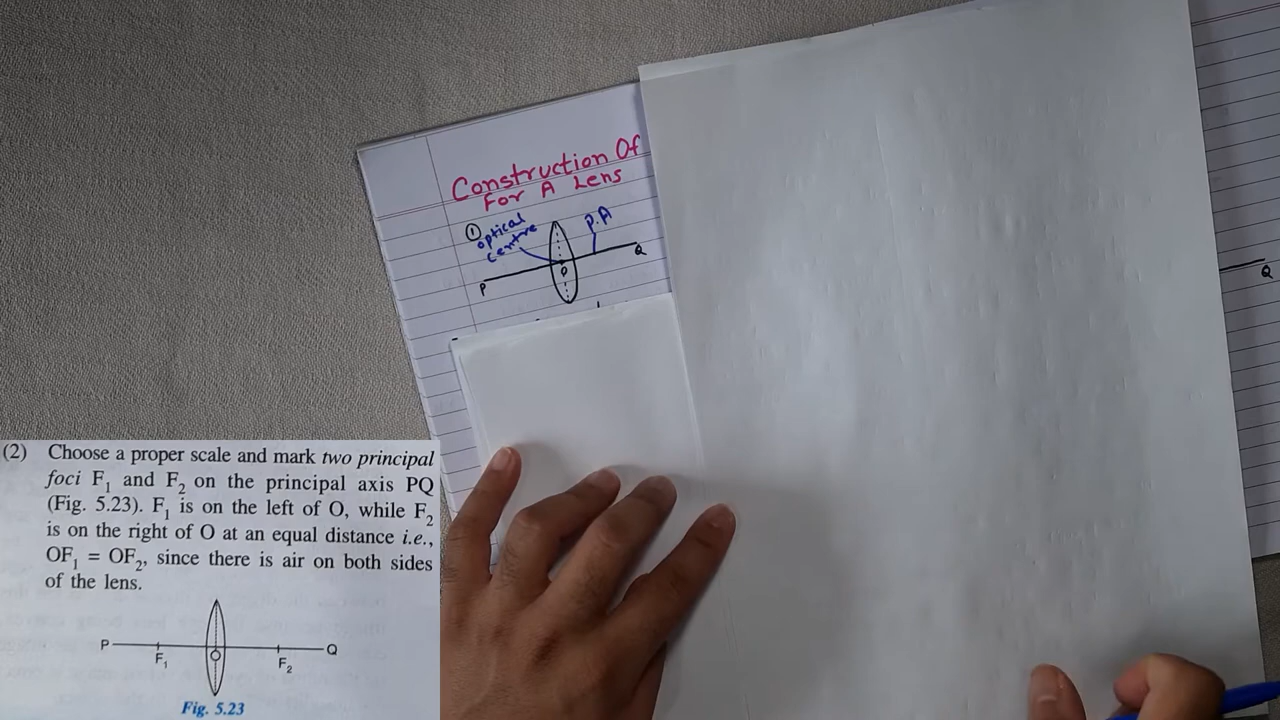 Construction Of
For A Lens
① optical
centre
P.A
P
O
Q
Q
(2) Choose a proper scale and mark two principal
foci F₁ and F₂ on the principal axis PQ
(Fig. 5.23). F₁ is on the left of O, while F₂
is on the right of O at an equal distance i.e.,
OF₁ = OF₂, since there is air on both sides
of the lens.
P
F₁
O
F₂
Q
Fig. 5.23